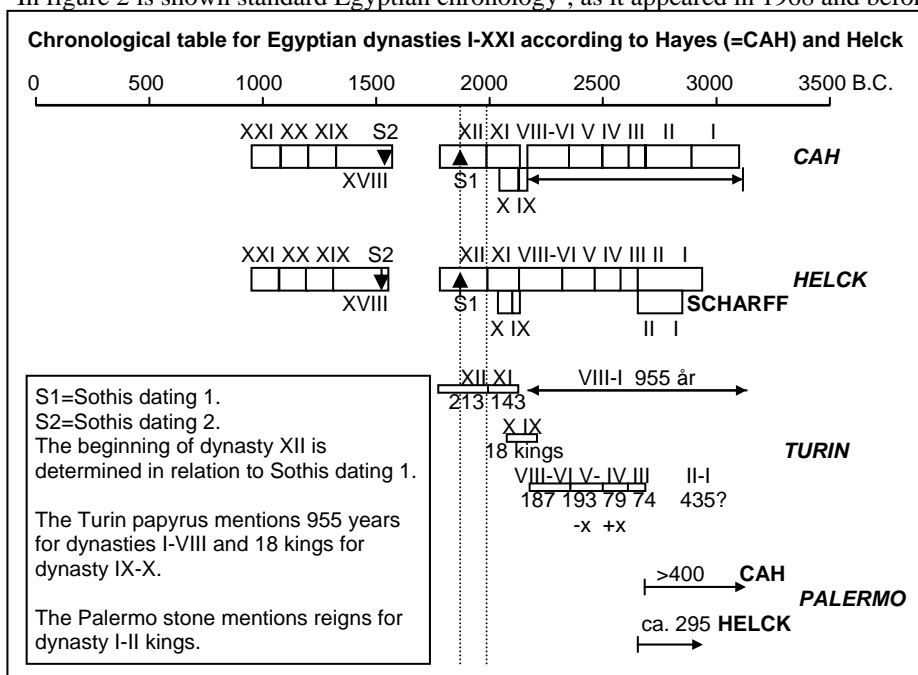 In figure 2 is shown standard Egyptian chronology , as it appeared in 1968 and before
Chronological table for Egyptian dynasties I-XXI according to Hayes (=CAH) and Helck
0 500 1000 1500 2000 2500 3000 3500 B.C.
XXI XX XIX S2 XII XI VIII-VI V IV III II I
CAH
XVIII S1
X IX
XXI XX XIX S2 XII XI VIII-VI V IV III II I
HELCK
XVIII S1 SCHARFF
X IX II I
XII XI VIII-I 955 år
213 143
X IX
18 kings TURIN
VIII-VI V- IV III II-I
187 193 79 74 435?
-x +x
>400 CAH
PALERMO
ca. 295 HELCK
S1=Sothis dating 1.
S2=Sothis dating 2.
The beginning of dynasty XII is
determined in relation to Sothis dating 1.
The Turin papyrus mentions 955 years
for dynasties I-VIII and 18 kings for
dynasty IX-X.
The Palermo stone mentions reigns for
dynasty I-II kings.